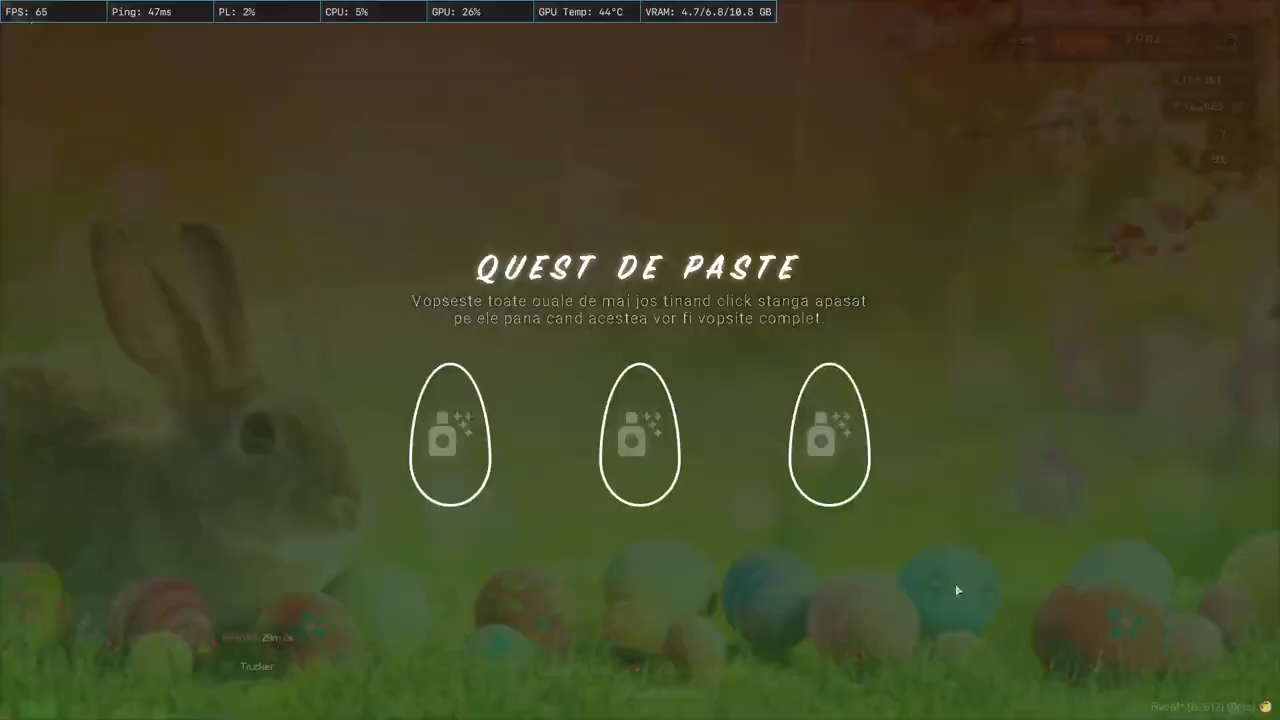 FPS: 65 Ping: 47ms PL: 2% CPU: 5% GPU: 26% GPU Temp: 44°C VRAM: 4.7/6.8/10.8 GB
QUEST DE PASTE
Vopseste toate ouale de mai jos tinand click stanga apasat
pe ele pana cand acestea vor fi vopsite complet.
Trucker